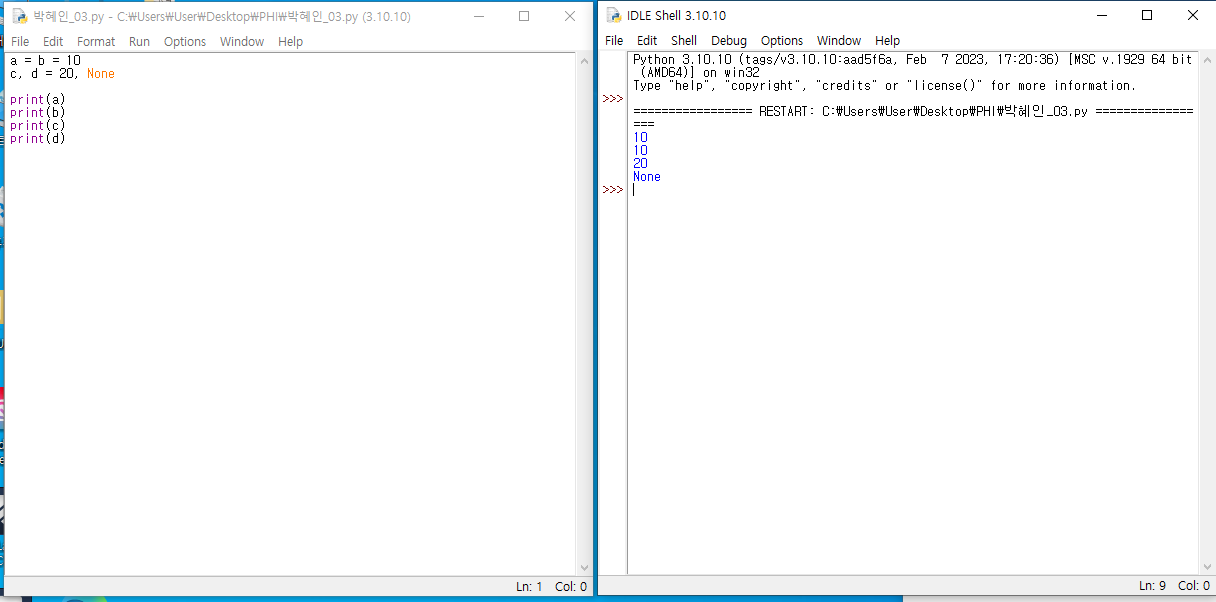 박혜인_03.py - C:₩Users₩User₩Desktop₩PHI₩박혜인_03.py (3.10.10)
File Edit Format Run Options Window Help
a = b = 10
c, d = 20, None
print(a)
print(b)
print(c)
print(d)
Ln: 1 Col: 0
IDLE Shell 3.10.10
File Edit Shell Debug Options Window Help
Python 3.10.10 (tags/v3.10.10:aad5f6a, Feb  7 2023, 17:20:36) [MSC v.1929 64 bit
 (AMD64)] on win32
Type "help", "copyright", "credits" or "license()" for more information.
>>>
================= RESTART: C:₩Users₩User₩Desktop₩PHI₩박혜인_03.py ==============
===
10
10
20
None
>>>
Ln: 9 Col: 0